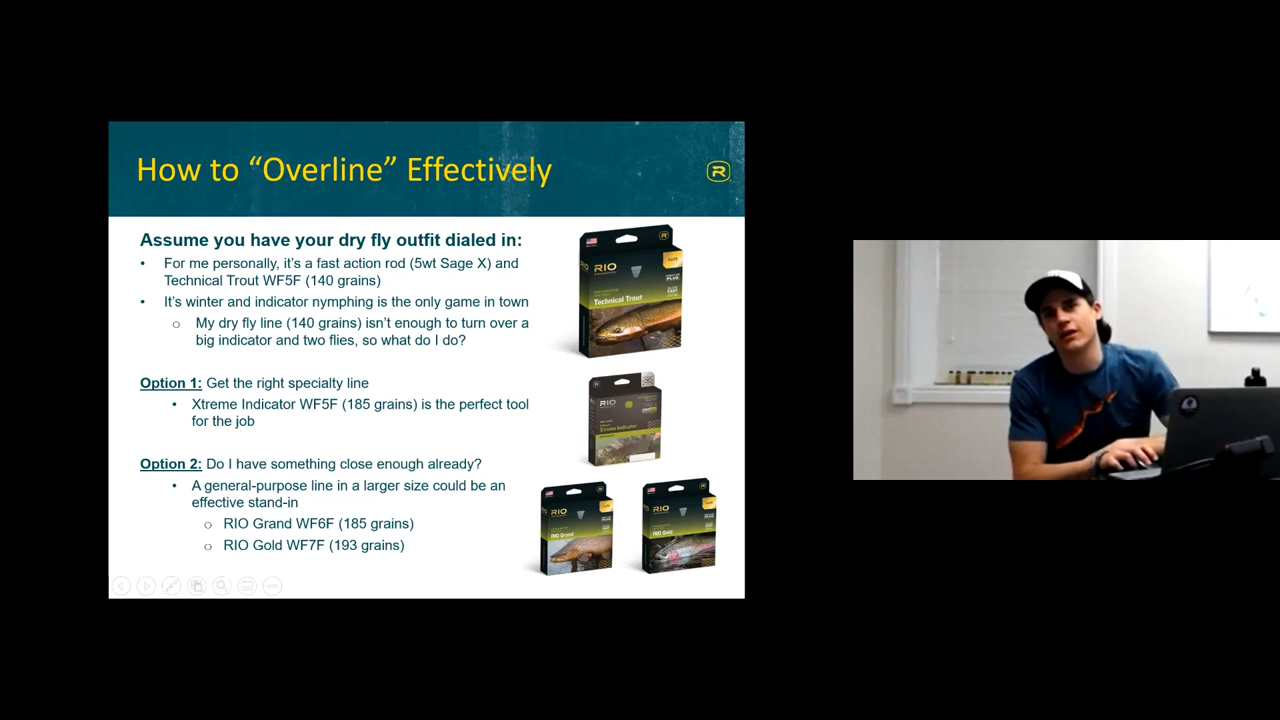 How to “Overline” Effectively
R
Assume you have your dry fly outfit dialed in:
• For me personally, it’s a fast action rod (5wt Sage X) and
Technical Trout WF5F (140 grains)
• It’s winter and indicator nymphing is the only game in town
o My dry fly line (140 grains) isn’t enough to turn over a
big indicator and two flies, so what do I do?
Option 1: Get the right specialty line
• Xtreme Indicator WF5F (185 grains) is the perfect tool
for the job
Option 2: Do I have something close enough already?
• A general-purpose line in a larger size could be an
effective stand-in
o RIO Grand WF6F (185 grains)
o RIO Gold WF7F (193 grains)
RIO
ELITE
PLUS
Technical Trout
RIO
Xtreme Indicator
RIO
RIO Grand
RIO
RIO Gold